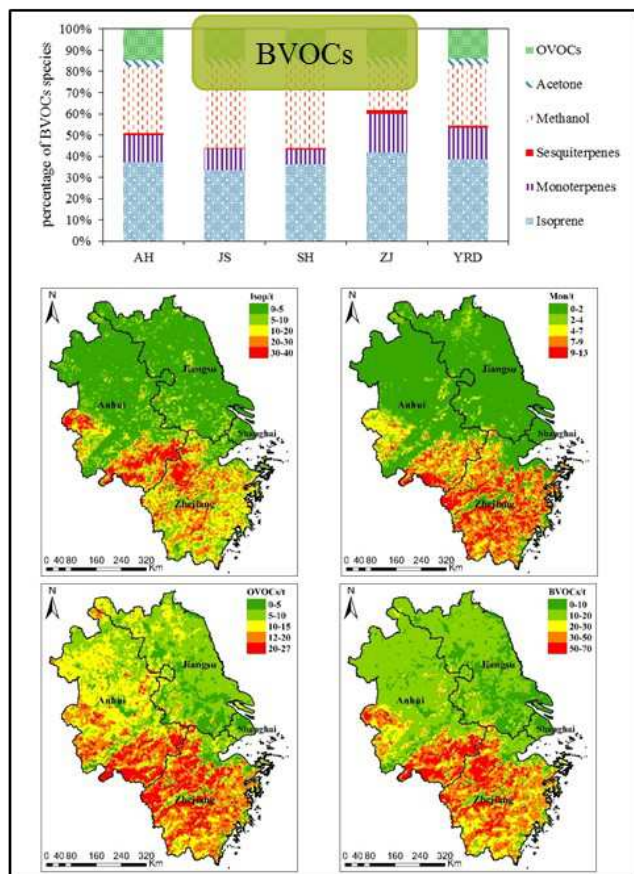 BVOCs
percentage of BVOCs species
100%
90%
80%
70%
60%
50%
40%
30%
20%
10%
0%
AH JS SH ZJ YRD
OVOCs
Acetone
Methanol
Sesquiterpenes
Monoterpenes
Isoprene
N
Isop/t
0-5
5-10
10-20
20-30
30-40
Jiangsu
Anhui
Shanghai
Zhejiang
0 40 80 160 240 320
Km
N
Mon/t
0-2
2-4
4-7
7-9
9-13
Jiangsu
Anhui
Shanghai
Zhejiang
0 40 80 160 240 320
Km
N
OVOCs/t
0-5
5-10
10-15
12-20
20-27
Jiangsu
Anhui
Shanghai
Zhejiang
0 40 80 160 240 320
Km
N
BVOCs/t
0-10
10-20
20-30
30-50
50-70
Jiangsu
Anhui
Shanghai
Zhejiang
0 40 80 160 240 320
Km